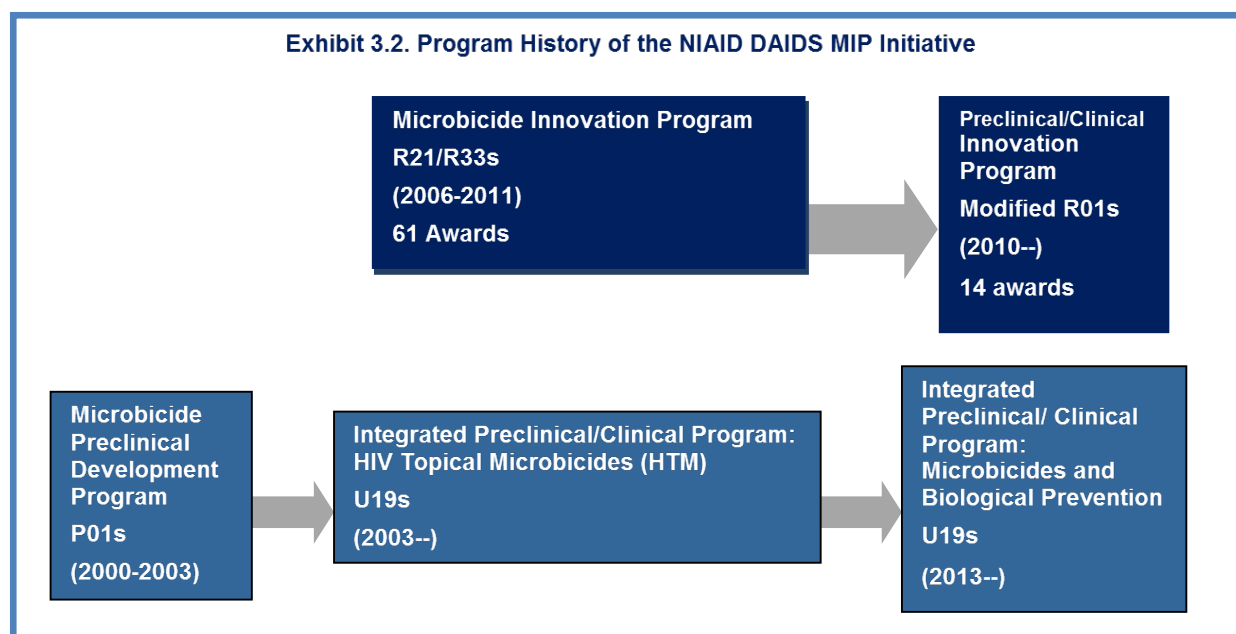 Exhibit 3.2. Program History of the NIAID DAIDS MIP Initiative
Microbicide Innovation Program
R21/R33s
(2006-2011)
61 Awards
Preclinical/Clinical
Innovation
Program
Modified R01s
(2010--)
14 awards
Microbicide
Preclinical
Development
Program
P01s
(2000-2003)
Integrated Preclinical/Clinical Program:
HIV Topical Microbicides (HTM)
U19s
(2003--)
Integrated
Preclinical/ Clinical
Program:
Microbicides and
Biological Prevention
U19s
(2013--)